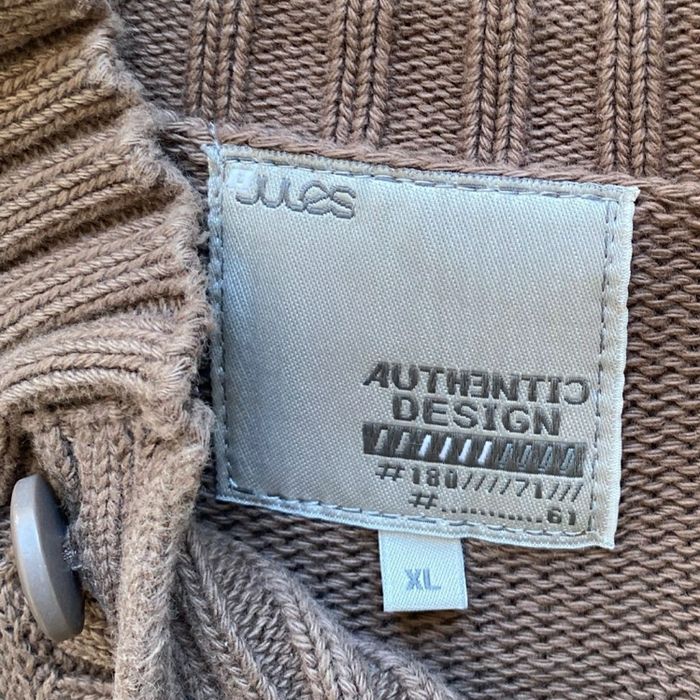 JULES
AUTHENTIC
DESIGN
#180////71///
#............61
XL